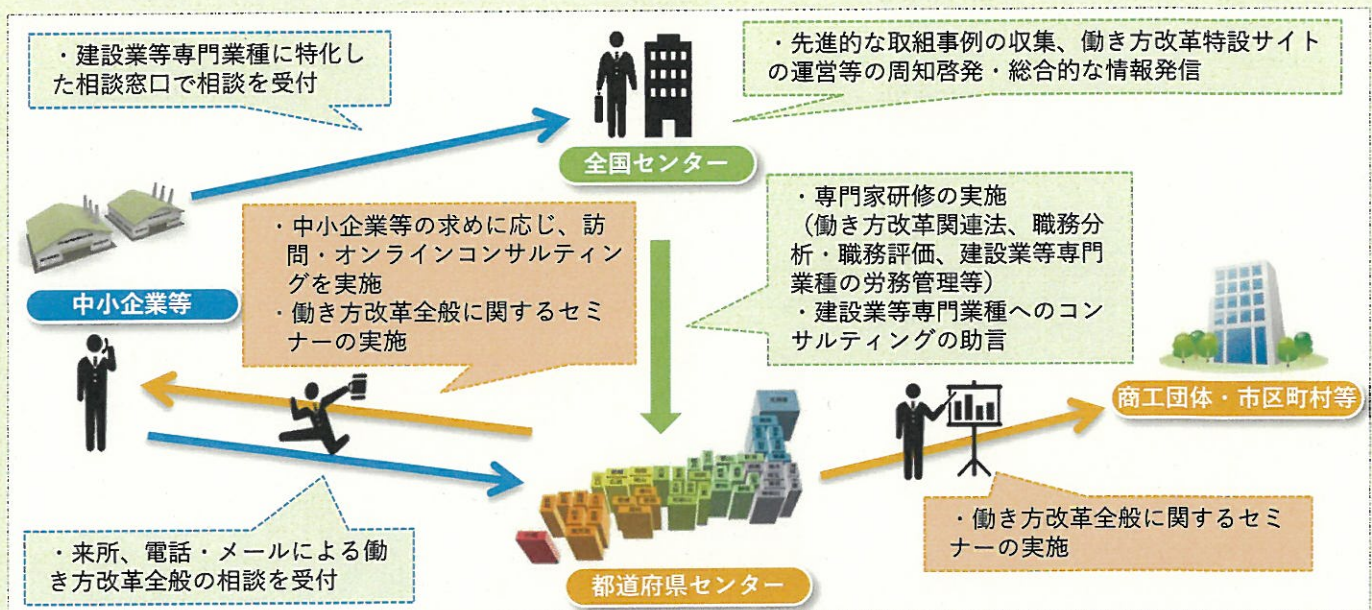 ・建設業等専門業種に特化し
た相談窓口で相談を受付
・先進的な取組事例の収集、働き方改革特設サイト
の運営等の周知啓発・総合的な情報発信
全国センター
・中小企業等の求めに応じ、訪
問・オンラインコンサルティン
グを実施
・働き方改革全般に関するセミ
ナーの実施
・専門家研修の実施
（働き方改革関連法、職務分
析・職務評価、建設業等専門
業種の労務管理等）
・建設業等専門業種へのコン
サルティングの助言
中小企業等
商工団体・市区町村等
・来所、電話・メールによる働
き方改革全般の相談を受付
都道府県センター
・働き方改革全般に関するセミ
ナーの実施